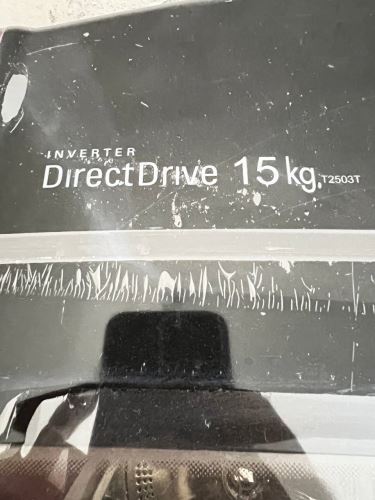 INVERTER
DirectDrive 15kg. T2503T